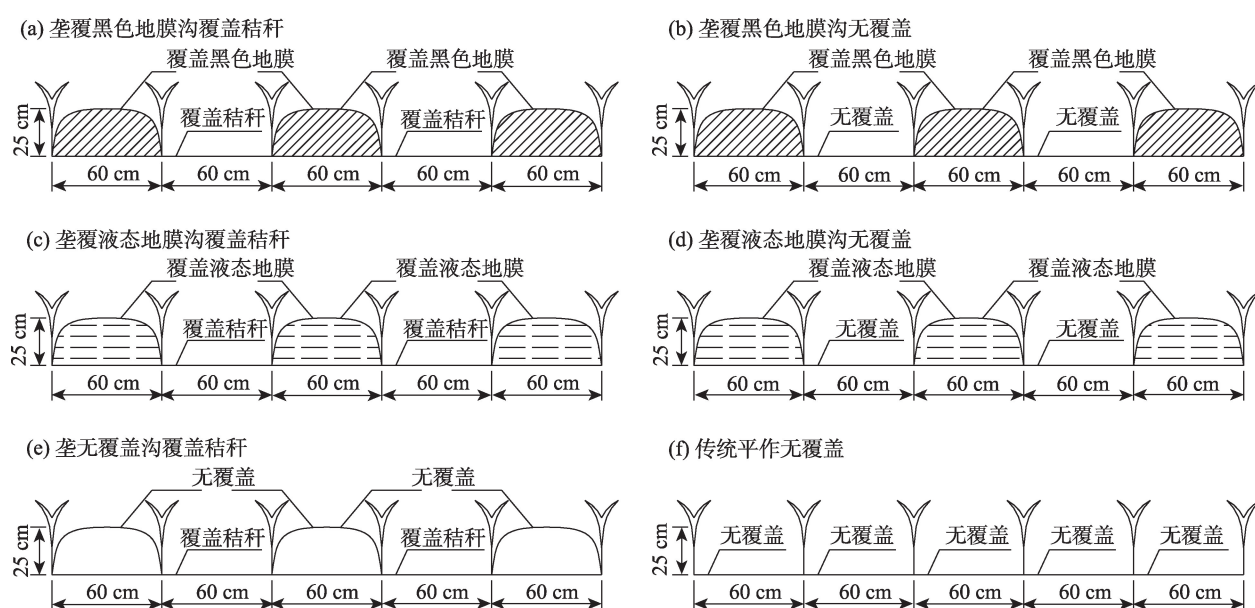 (a) 垄覆黑色地膜沟覆盖秸秆
覆盖黑色地膜 覆盖黑色地膜
覆盖秸秆 覆盖秸秆
25 cm
60 cm 60 cm 60 cm 60 cm 60 cm
(b) 垄覆黑色地膜沟无覆盖
覆盖黑色地膜 覆盖黑色地膜
无覆盖 无覆盖
25 cm
60 cm 60 cm 60 cm 60 cm 60 cm
(c) 垄覆液态地膜沟覆盖秸秆
覆盖液态地膜 覆盖液态地膜
覆盖秸秆 覆盖秸秆
25 cm
60 cm 60 cm 60 cm 60 cm 60 cm
(d) 垄覆液态地膜沟无覆盖
覆盖液态地膜 覆盖液态地膜
无覆盖 无覆盖
25 cm
60 cm 60 cm 60 cm 60 cm 60 cm
(e) 垄无覆盖沟覆盖秸秆
无覆盖 无覆盖
覆盖秸秆 覆盖秸秆
25 cm
60 cm 60 cm 60 cm 60 cm 60 cm
(f) 传统平作无覆盖
无覆盖 无覆盖 无覆盖 无覆盖 无覆盖
25 cm
60 cm 60 cm 60 cm 60 cm 60 cm